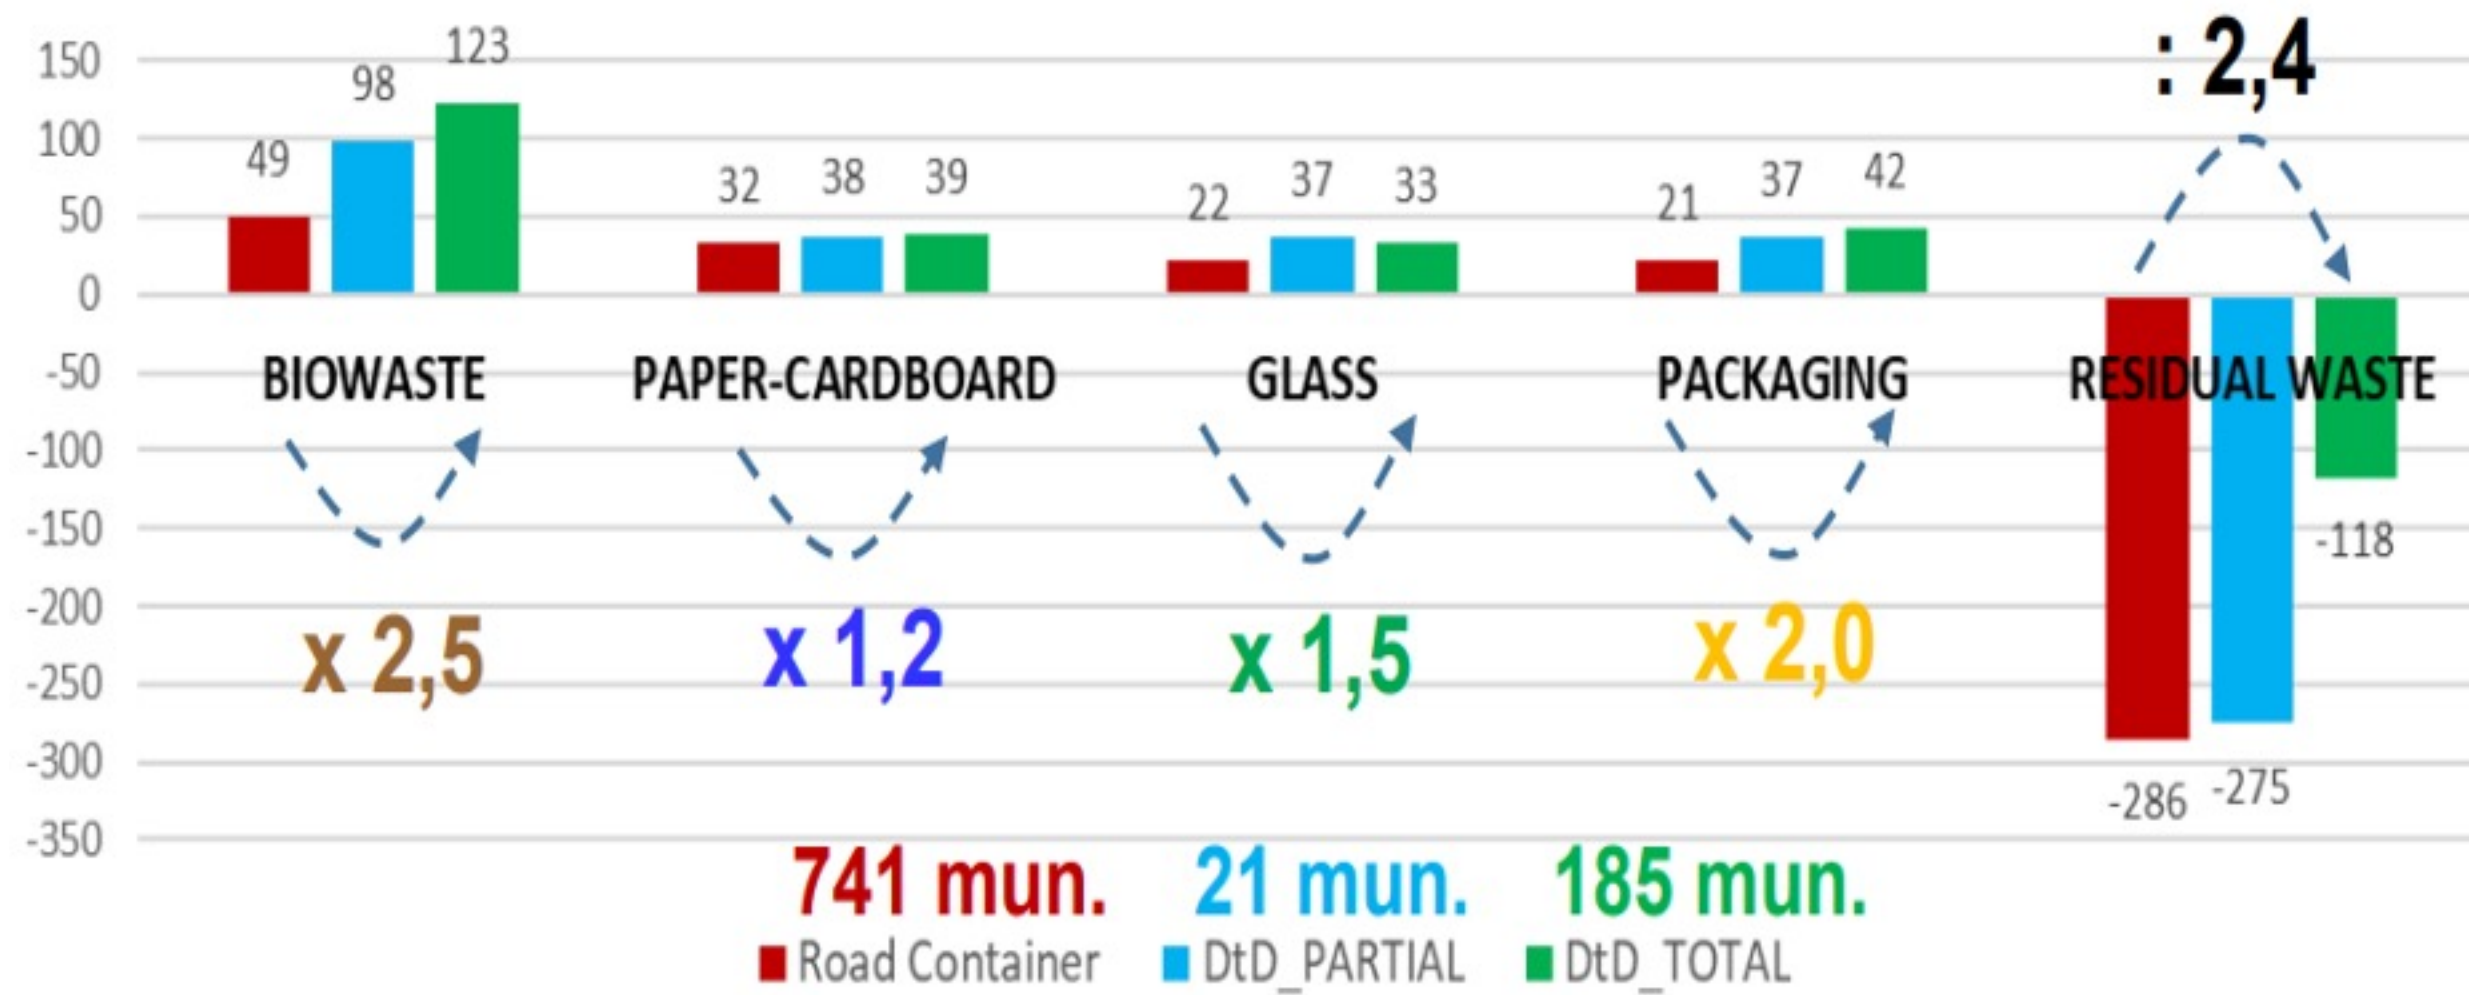 : 2,4
150
100
50
0
-50
-100
-150
-200
-250
-300
-350
49
98
123
32
38
39
22
37
33
21
37
42
BIOWASTE
PAPER-CARDBOARD
GLASS
PACKAGING
RESIDUAL WASTE
-118
x 2,5
x 1,2
x 1,5
x 2,0
-286
-275
741 mun.
21 mun.
185 mun.
Road Container
DtD_PARTIAL
DtD_TOTAL